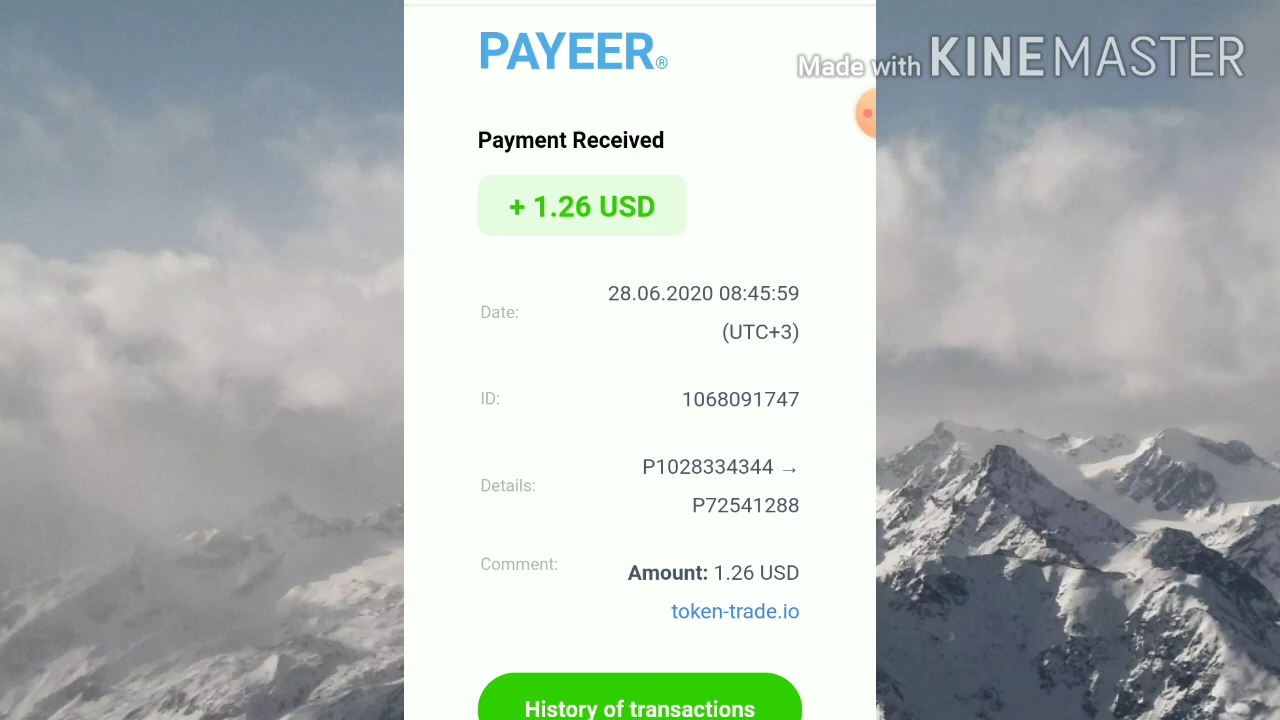 PAYEER®
Made with KINEMASTER
Payment Received
+ 1.26 USD
Date:
28.06.2020 08:45:59
(UTC+3)
ID:
1068091747
Details:
P1028334344 →
P72541288
Comment:
Amount: 1.26 USD
token-trade.io
History of transactions